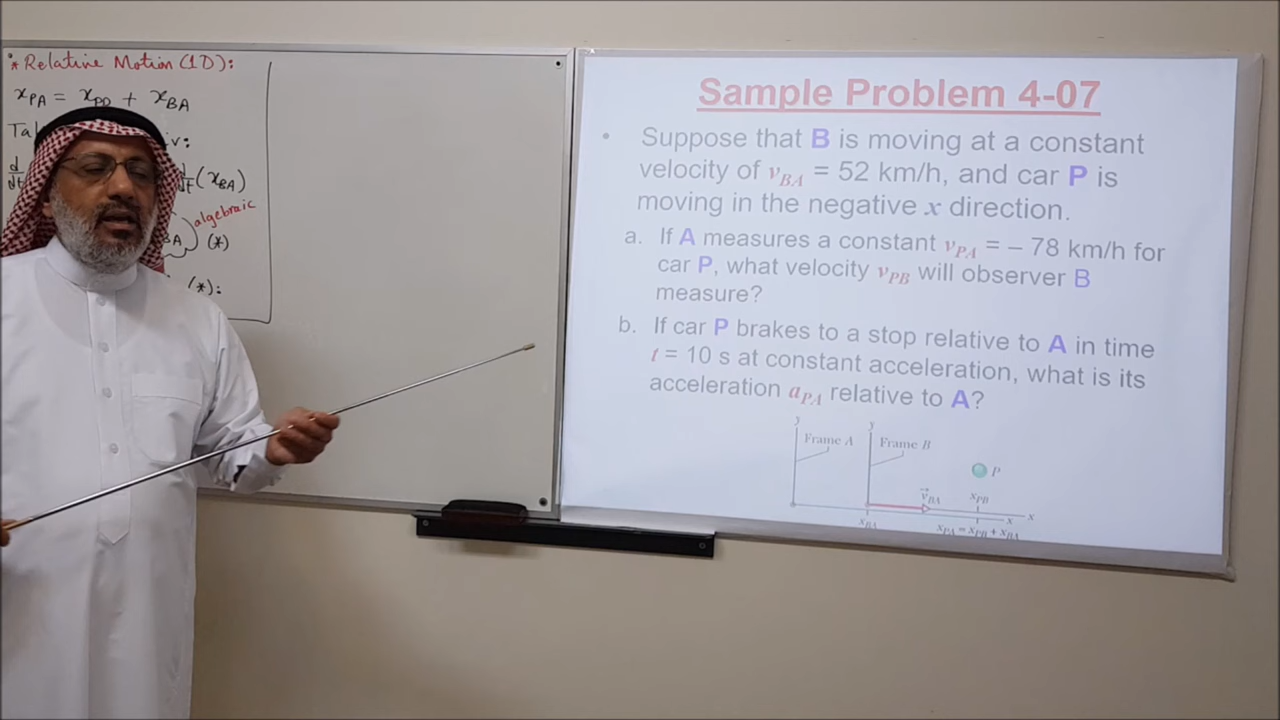 * Relative Motion (1D):
x_PA = x_PB + x_BA
(x_BA)
algebraic
(*)
(*):
Sample Problem 4-07
• Suppose that B is moving at a constant
velocity of v_BA = 52 km/h, and car P is
moving in the negative x direction.
a. If A measures a constant v_PA = – 78 km/h for
car P, what velocity v_PB will observer B
measure?
b. If car P brakes to a stop relative to A in time
t = 10 s at constant acceleration, what is its
acceleration a_PA relative to A?
y
y
Frame A
Frame B
P
v_BA
x_PB
x
x
x_BA
x_PA = x_PB + x_BA